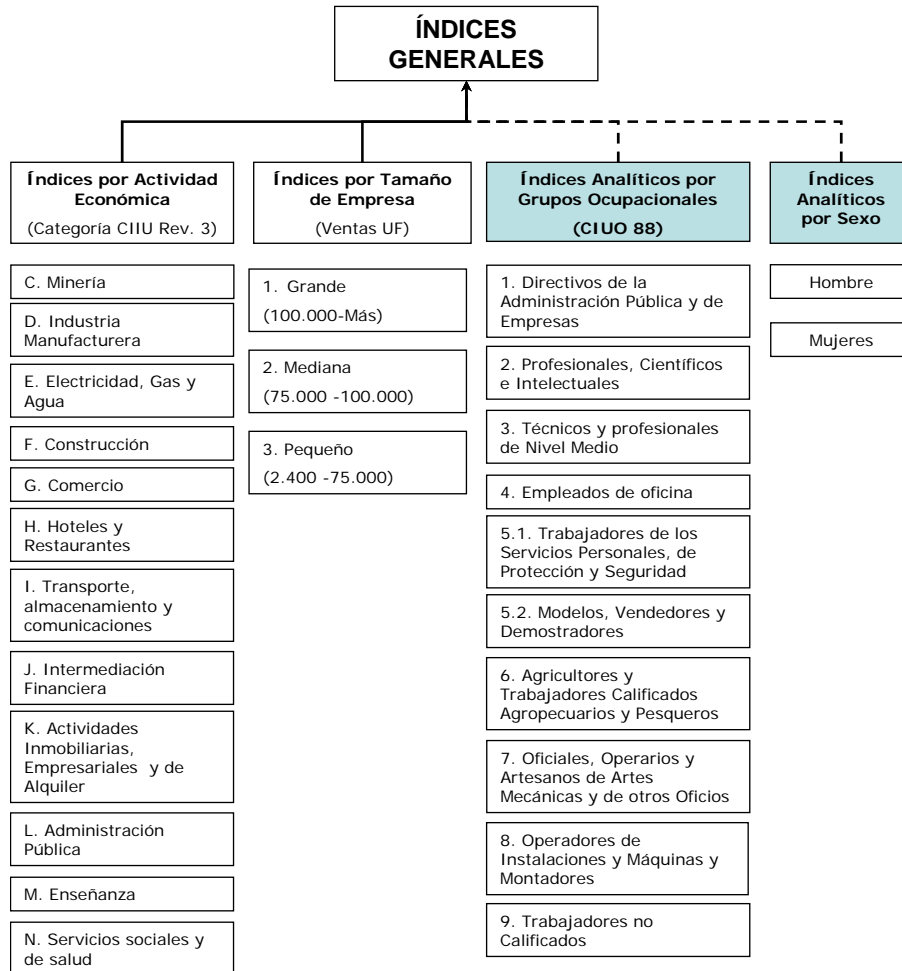 ÍNDICES
GENERALES
Índices por Actividad
Económica
(Categoría CIIU Rev. 3)
C. Minería
D. Industria
Manufacturera
E. Electricidad, Gas y
Agua
F. Construcción
G. Comercio
H. Hoteles y
Restaurantes
I. Transporte,
almacenamiento y
comunicaciones
J. Intermediación
Financiera
K. Actividades
Inmobiliarias,
Empresariales y de
Alquiler
L. Administración
Pública
M. Enseñanza
N. Servicios sociales y
de salud
Índices por Tamaño
de Empresa
(Ventas UF)
1. Grande
(100.000-Más)
2. Mediana
(75.000 -100.000)
3. Pequeño
(2.400 -75.000)
Índices Analíticos por
Grupos Ocupacionales
(CIUO 88)
1. Directivos de la
Administración Pública y de
Empresas
2. Profesionales, Científicos
e Intelectuales
3. Técnicos y profesionales
de Nivel Medio
4. Empleados de oficina
5.1. Trabajadores de los
Servicios Personales, de
Protección y Seguridad
5.2. Modelos, Vendedores y
Demostradores
6. Agricultores y
Trabajadores Calificados
Agropecuarios y Pesqueros
7. Oficiales, Operarios y
Artesanos de Artes
Mecánicas y de otros Oficios
8. Operadores de
Instalaciones y Máquinas y
Montadores
9. Trabajadores no
Calificados
Índices
Analíticos
por Sexo
Hombre
Mujeres